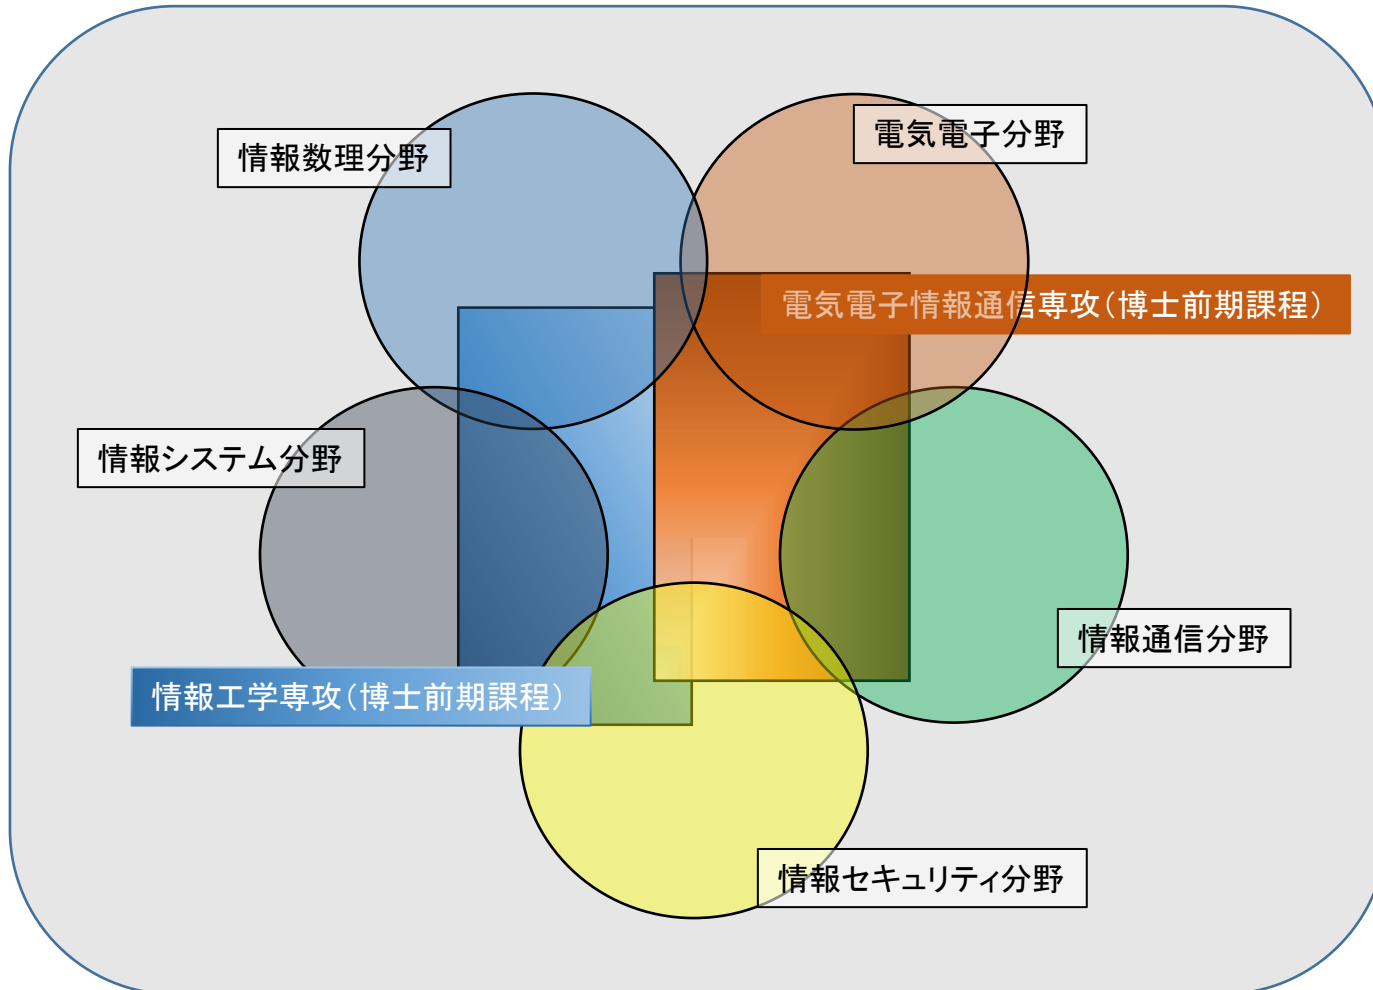 電気電子分野
情報数理分野
電気電子情報通信専攻（博士前期課程）
情報システム分野
情報通信分野
情報工学専攻（博士前期課程）
情報セキュリティ分野